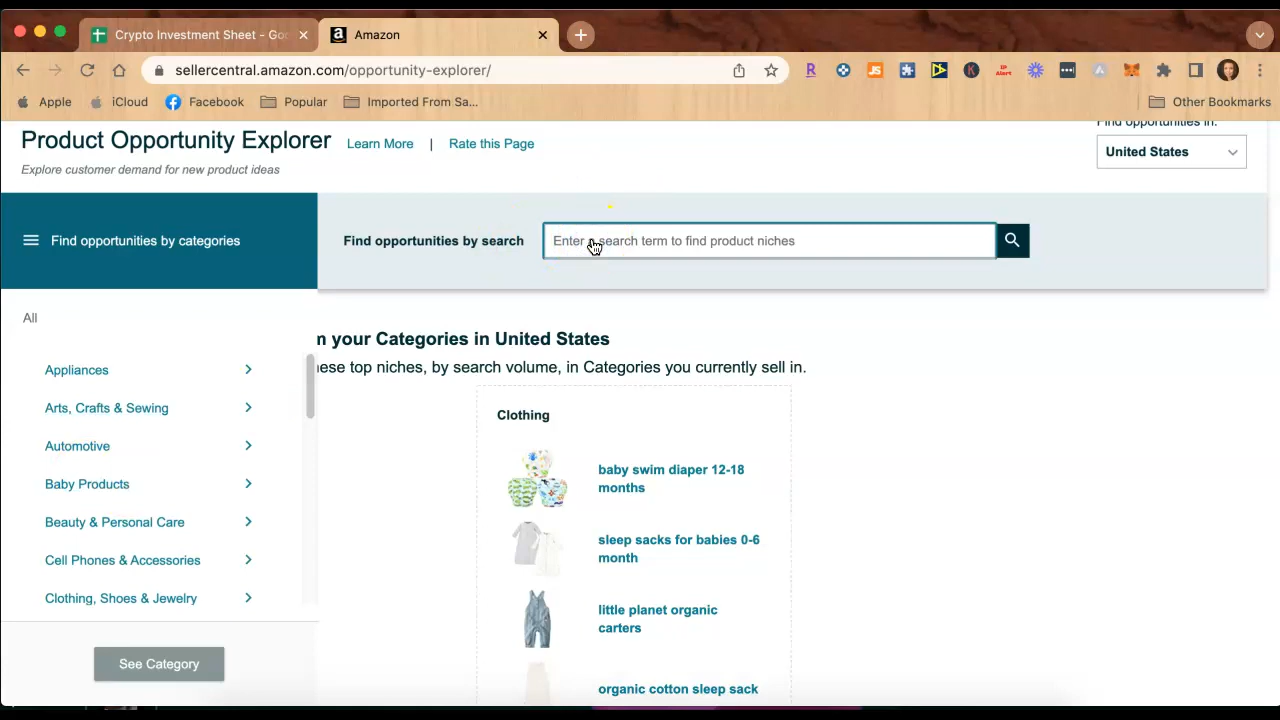 Crypto Investment Sheet - Goo
Amazon
sellercentral.amazon.com/opportunity-explorer/
Apple
iCloud
Facebook
Popular
Imported From Sa...
Other Bookmarks
Product Opportunity Explorer
Learn More | Rate this Page
Find opportunities in:
United States
Explore customer demand for new product ideas
Find opportunities by categories
Find opportunities by search
Enter a search term to find product niches
All
Appliances
Arts, Crafts & Sewing
Automotive
Baby Products
Beauty & Personal Care
Cell Phones & Accessories
Clothing, Shoes & Jewelry
See Category
m your Categories in United States
hese top niches, by search volume, in Categories you currently sell in.
Clothing
baby swim diaper 12-18
months
sleep sacks for babies 0-6
month
little planet organic
carters
organic cotton sleep sack